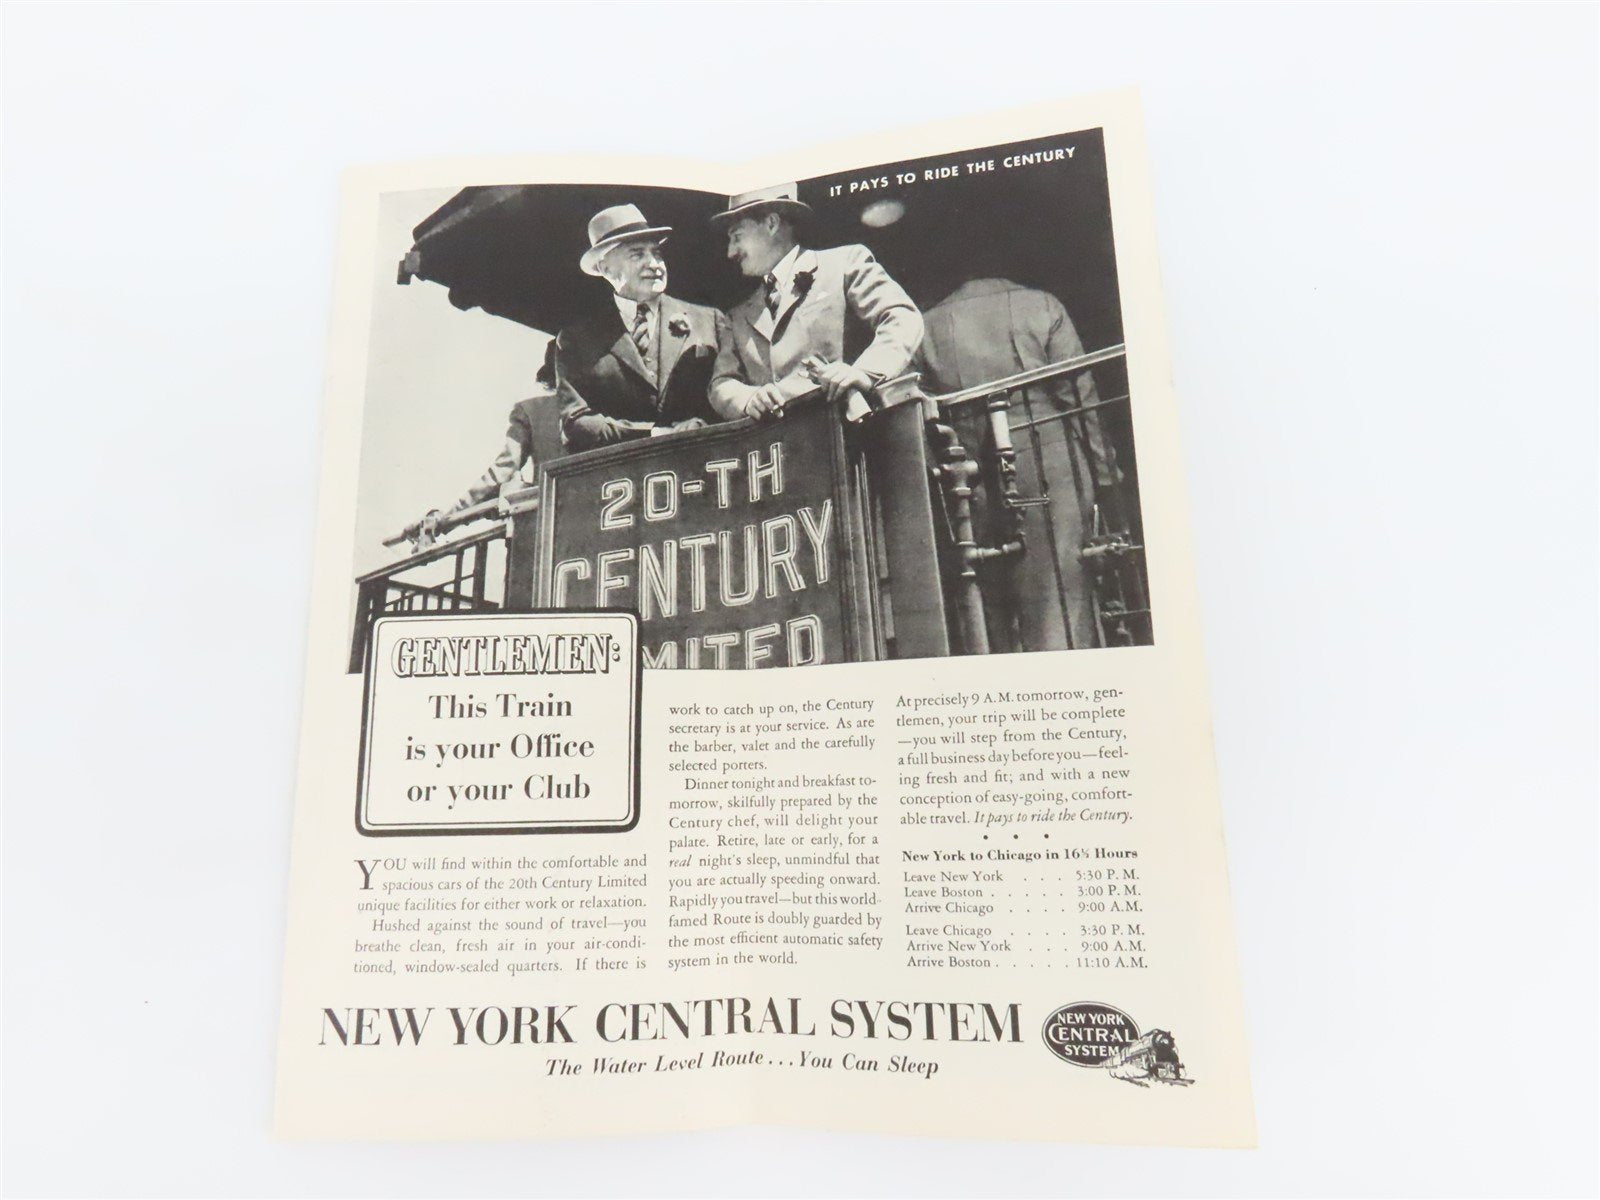 IT PAYS TO RIDE THE CENTURY
20-TH
CENTURY
MITED
GENTLEMEN:
This Train
is your Office
or your Club
YOU will find within the comfortable and
spacious cars of the 20th Century Limited
unique facilities for either work or relaxation.
Hushed against the sound of travel—you
breathe clean, fresh air in your air-condi-
tioned, window-sealed quarters. If there is
work to catch up on, the Century
secretary is at your service. As are
the barber, valet and the carefully
selected porters.
Dinner tonight and breakfast to-
morrow, skilfully prepared by the
Century chef, will delight your
palate. Retire, late or early, for a
real night's sleep, unmindful that
you are actually speeding onward.
Rapidly you travel—but this world-
famed Route is doubly guarded by
the most efficient automatic safety
system in the world.
At precisely 9 A.M. tomorrow, gen-
tlemen, your trip will be complete
—you will step from the Century,
a full business day before you—feel-
ing fresh and fit; and with a new
conception of easy-going, comfort-
able travel. It pays to ride the Century.
• • •
New York to Chicago in 16½ Hours
Leave New York . . . 5:30 P. M.
Leave Boston . . . . . 3:00 P. M.
Arrive Chicago . . . . 9:00 A.M.
Leave Chicago . . . . 3:30 P. M.
Arrive New York . . . 9:00 A.M.
Arrive Boston . . . . . 11:10 A.M.
NEW YORK CENTRAL SYSTEM
The Water Level Route . . . You Can Sleep
NEW YORK
CENTRAL
SYSTEM